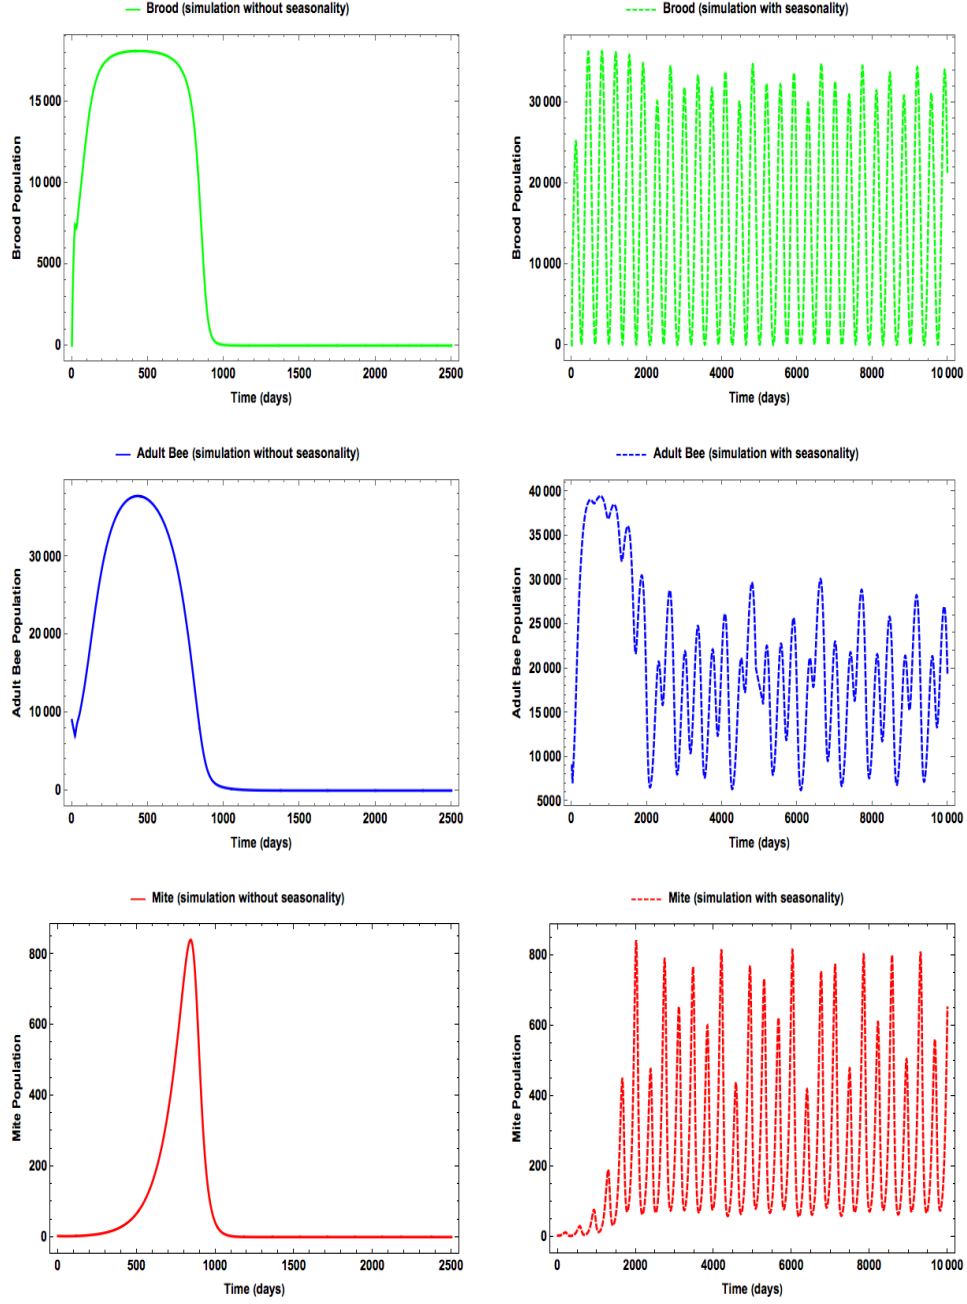 Brood (simulation without seasonality)
Brood (simulation with seasonality)
Brood Population
15 000
10 000
5000
0
0 500 1000 1500 2000 2500
Time (days)
Brood Population
30 000
20 000
10 000
0
0 2000 4000 6000 8000 10 000
Time (days)
Adult Bee (simulation without seasonality)
Adult Bee (simulation with seasonality)
Adult Bee Population
30 000
20 000
10 000
0
0 500 1000 1500 2000 2500
Time (days)
Adult Bee Population
40 000
35 000
30 000
25 000
20 000
15 000
10 000
5000
0 2000 4000 6000 8000 10 000
Time (days)
Mite (simulation without seasonality)
Mite (simulation with seasonality)
Mite Population
800
600
400
200
0
0 500 1000 1500 2000 2500
Time (days)
Mite Population
800
600
400
200
0
0 2000 4000 6000 8000 10 000
Time (days)